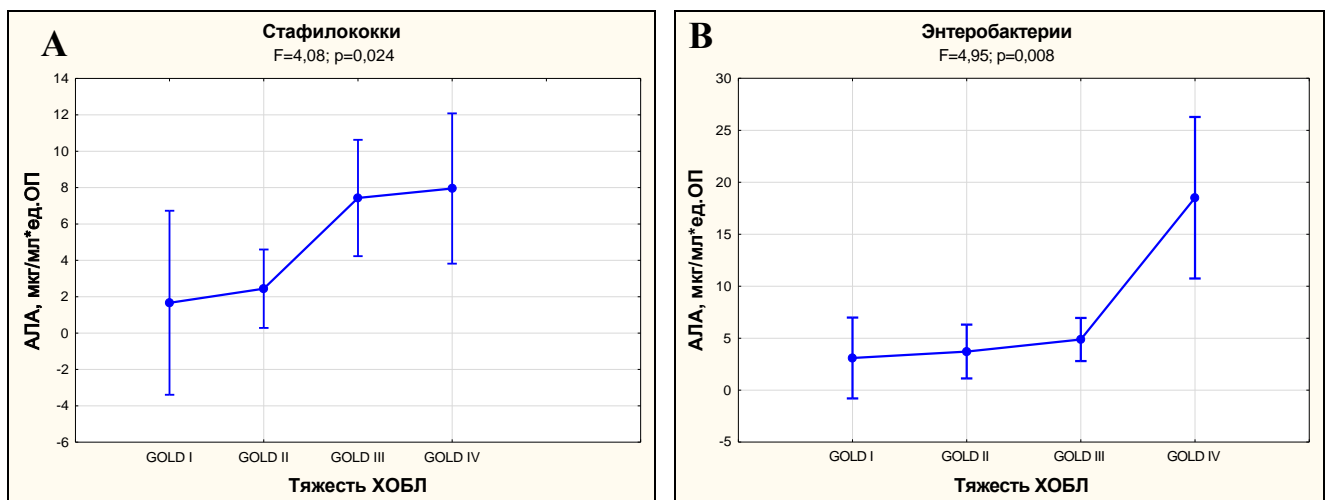 A
Стафилококки
F=4,08; p=0,024
АЛА, мкг/мл*ед.ОП
14
12
10
8
6
4
2
0
-2
-4
-6
GOLD I GOLD II GOLD III GOLD IV
Тяжесть ХОБЛ
B
Энтеробактерии
F=4,95; p=0,008
АЛА, мкг/мл*ед.ОП
30
25
20
15
10
5
0
-5
GOLD I GOLD II GOLD III GOLD IV
Тяжесть ХОБЛ